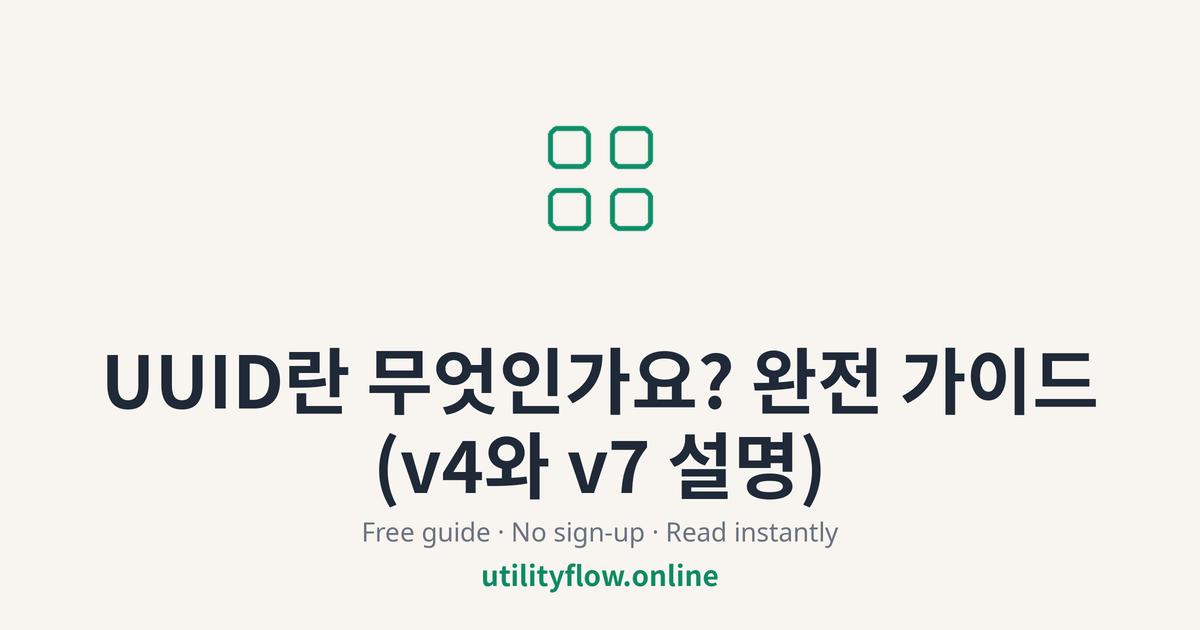 UUID란 무엇인가요? 완전 가이드
(v4와 v7 설명)
Free guide · No sign-up · Read instantly
utilityflow.online